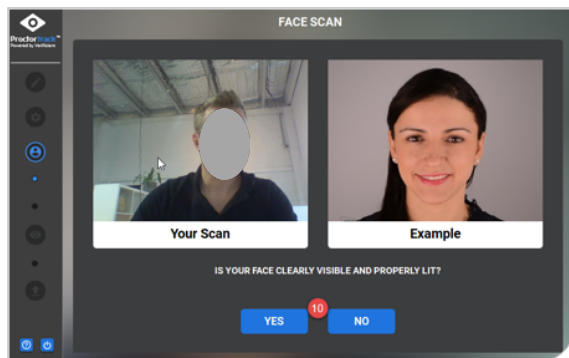 FACE SCAN
Proctortrack™
Powered by Verificient
Your Scan
Example
IS YOUR FACE CLEARLY VISIBLE AND PROPERLY LIT?
10
YES
NO